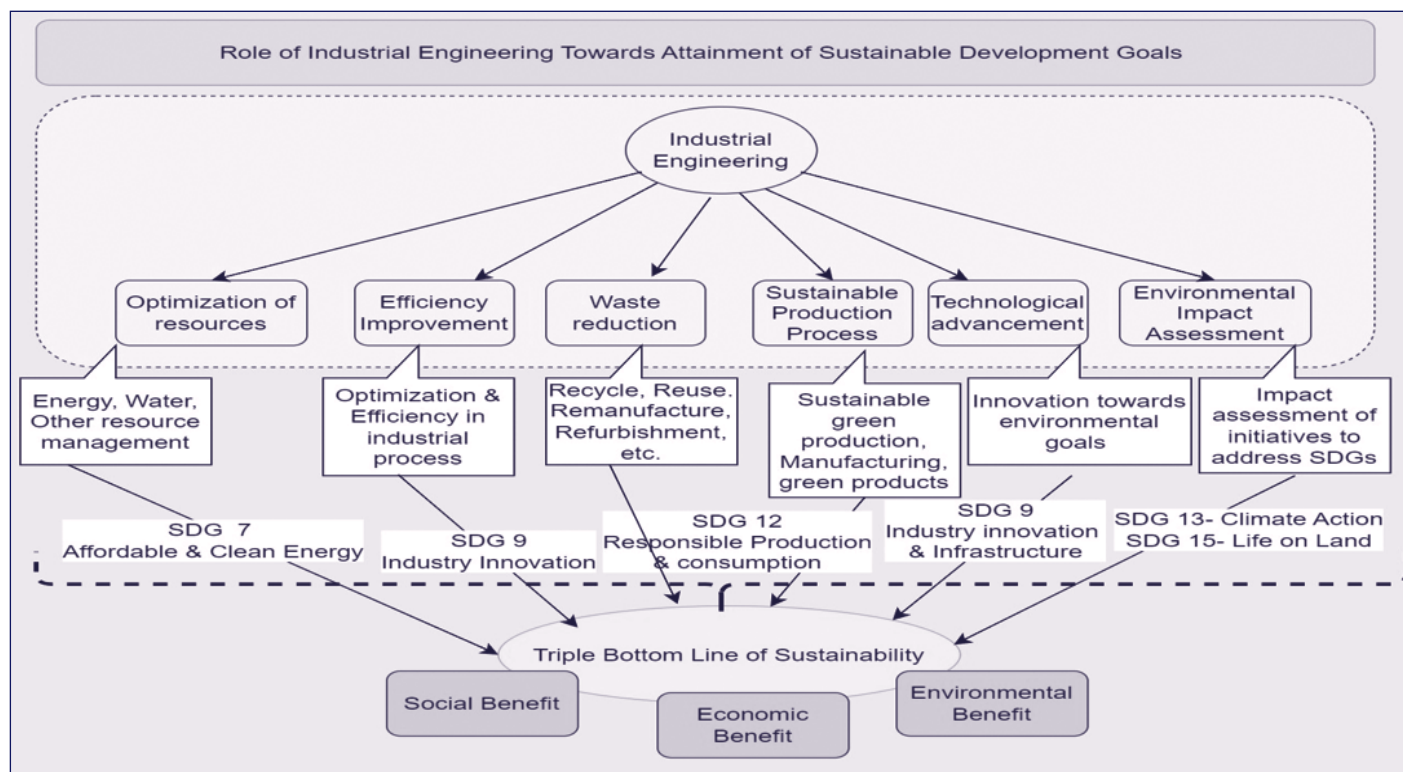 Role of Industrial Engineering Towards Attainment of Sustainable Development Goals
Industrial
Engineering
Optimization of
resources
Efficiency
Improvement
Waste
reduction
Sustainable
Production
Process
Technological
advancement
Environmental
Impact
Assessment
Energy, Water,
Other resource
management
Optimization &
Efficiency in
industrial
process
Recycle, Reuse.
Remanufacture,
Refurbishment,
etc.
Sustainable
green
production,
Manufacturing,
green products
Innovation towards
environmental
goals
Impact
assessment of
initiatives to
address SDGs
SDG 7
Affordable & Clean Energy
SDG 9
Industry Innovation
SDG 12
Responsible Production
& consumption
SDG 9
Industry innovation
& Infrastructure
SDG 13- Climate Action
SDG 15- Life on Land
Triple Bottom Line of Sustainability
Social Benefit
Economic
Benefit
Environmental
Benefit